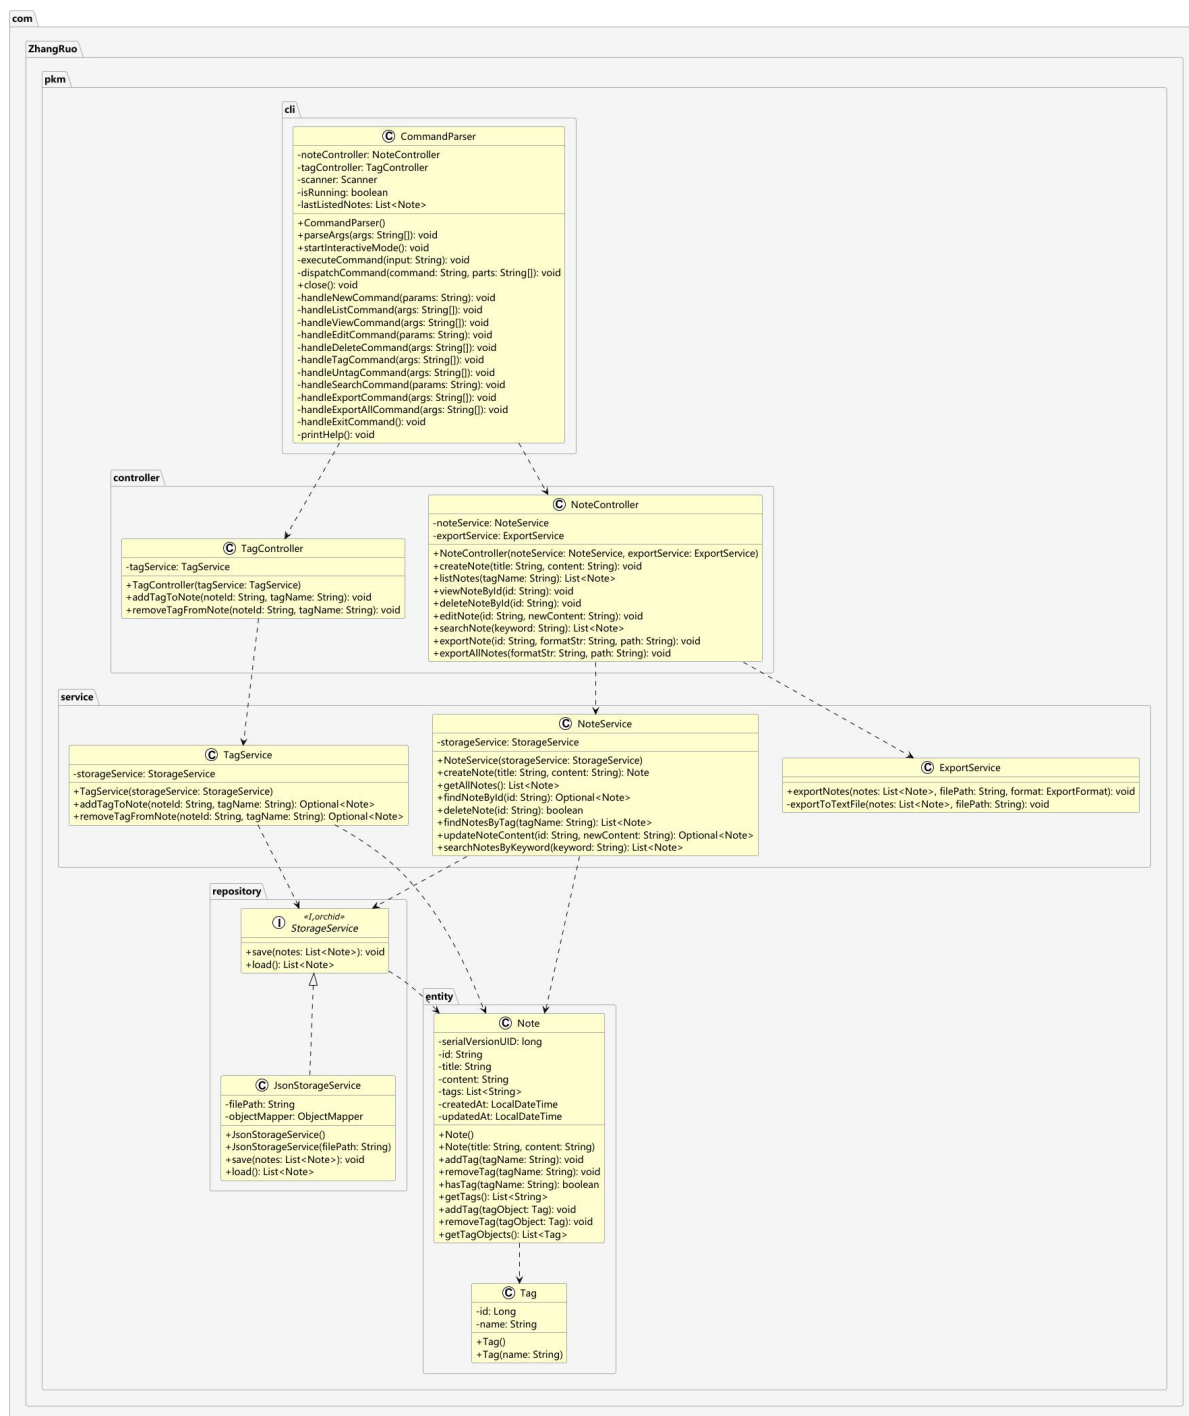 com
ZhangRuo
pkm
cli
C CommandParser
-noteController: NoteController
-tagController: TagController
-scanner: Scanner
-isRunning: boolean
-lastListedNotes: List<Note>
+CommandParser()
+parseArgs(args: String[]): void
+startInteractiveMode(): void
-executeCommand(input: String): void
-dispatchCommand(command: String, parts: String[]): void
+close(): void
-handleNewCommand(params: String): void
-handleListCommand(args: String[]): void
-handleViewCommand(args: String[]): void
-handleEditCommand(params: String): void
-handleDeleteCommand(args: String[]): void
-handleTagCommand(args: String[]): void
-handleUntagCommand(args: String[]): void
-handleSearchCommand(params: String): void
-handleExportCommand(args: String[]): void
-handleExportAllCommand(args: String[]): void
-handleExitCommand(): void
-printHelp(): void
controller
C NoteController
-noteService: NoteService
-exportService: ExportService
+NoteController(noteService: NoteService, exportService: ExportService)
+createNote(title: String, content: String): void
+listNotes(tagName: String): List<Note>
+viewNoteById(id: String): void
+deleteNoteById(id: String): void
+editNote(id: String, newContent: String): void
+searchNote(keyword: String): List<Note>
+exportNote(id: String, formatStr: String, path: String): void
+exportAllNotes(formatStr: String, path: String): void
C TagController
-tagService: TagService
+TagController(tagService: TagService)
+addTagToNote(noteId: String, tagName: String): void
+removeTagFromNote(noteId: String, tagName: String): void
service
C TagService
-storageService: StorageService
+TagService(storageService: StorageService)
+addTagToNote(noteId: String, tagName: String): Optional<Note>
+removeTagFromNote(noteId: String, tagName: String): Optional<Note>
C NoteService
-storageService: StorageService
+NoteService(storageService: StorageService)
+createNote(title: String, content: String): Note
+getAllNotes(): List<Note>
+findNoteById(id: String): Optional<Note>
+deleteNote(id: String): boolean
+findNotesByTag(tagName: String): List<Note>
+updateNoteContent(id: String, newContent: String): Optional<Note>
+searchNotesByKeyword(keyword: String): List<Note>
C ExportService
+exportNotes(notes: List<Note>, filePath: String, format: ExportFormat): void
-exportToTextFile(notes: List<Note>, filePath: String): void
repository
I «I,orchid»
StorageService
+save(notes: List<Note>): void
+load(): List<Note>
C JsonStorageService
-filePath: String
-objectMapper: ObjectMapper
+JsonStorageService()
+JsonStorageService(filePath: String)
+save(notes: List<Note>): void
+load(): List<Note>
entity
C Note
-serialVersionUID: long
-id: String
-title: String
-content: String
-tags: List<String>
-createdAt: LocalDateTime
-updatedAt: LocalDateTime
+Note()
+Note(title: String, content: String)
+addTag(tagName: String): void
+removeTag(tagName: String): void
+hasTag(tagName: String): boolean
+getTags(): List<String>
+addTag(tagObject: Tag): void
+removeTag(tagObject: Tag): void
+getTagObjects(): List<Tag>
C Tag
-id: Long
-name: String
+Tag()
+Tag(name: String)